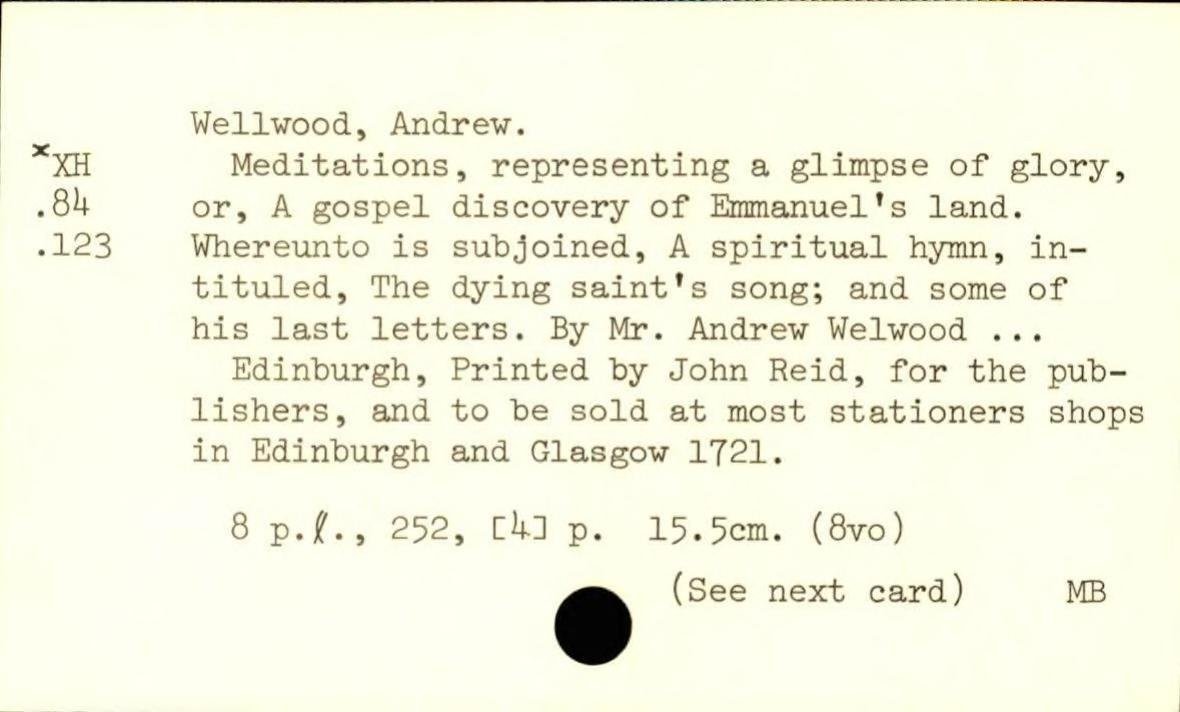 Wellwood, Andrew.
*XH Meditations, representing a glimpse of glory,
.84 or, A gospel discovery of Emmanuel's land.
.123 Whereunto is subjoined, A spiritual hymn, in-
tituled, The dying saint's song; and some of
his last letters. By Mr. Andrew Welwood ...
Edinburgh, Printed by John Reid, for the pub-
lishers, and to be sold at most stationers shops
in Edinburgh and Glasgow 1721.
8 p.ℓ., 252, [4] p. 15.5cm. (8vo)
(See next card) MB